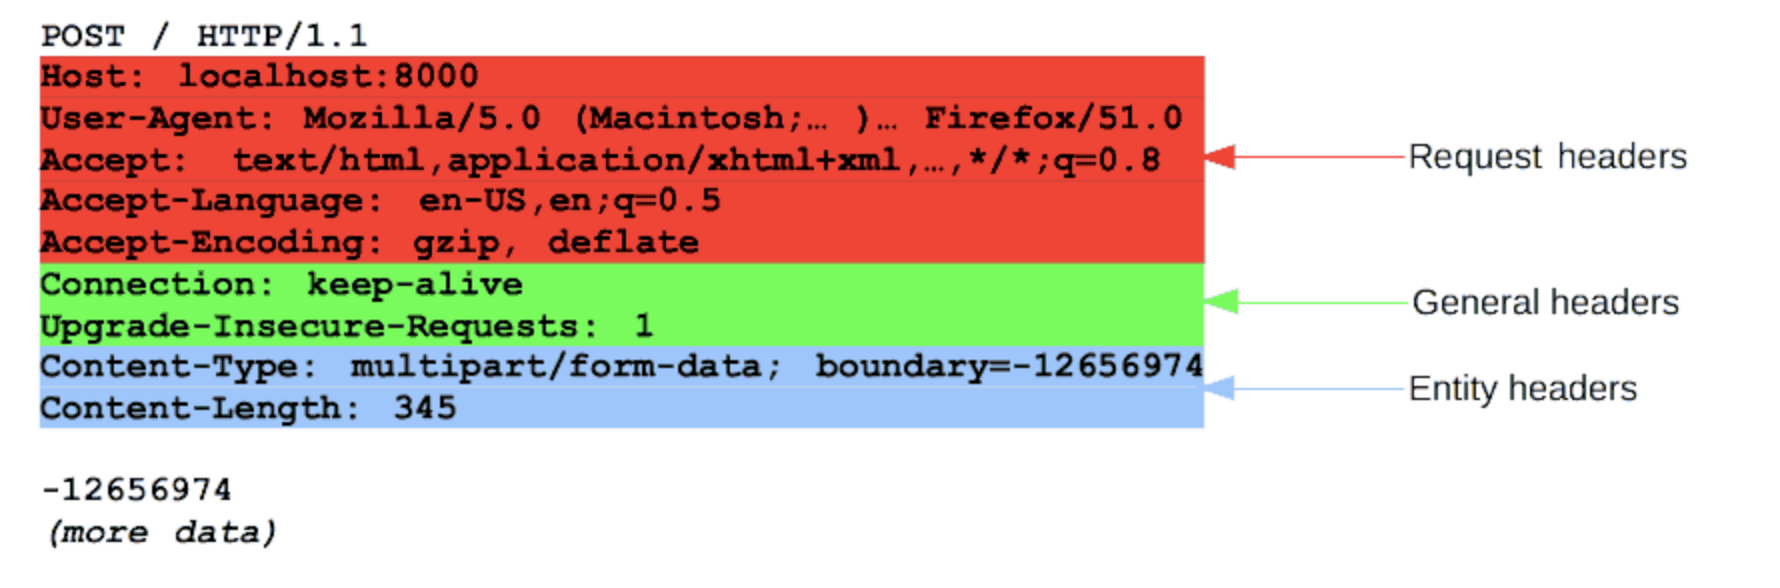 POST / HTTP/1.1
Host: localhost:8000
User-Agent: Mozilla/5.0 (Macintosh;… )… Firefox/51.0
Accept: text/html,application/xhtml+xml,…,*/*;q=0.8
Request headers
Accept-Language: en-US,en;q=0.5
Accept-Encoding: gzip, deflate
Connection: keep-alive
General headers
Upgrade-Insecure-Requests: 1
Content-Type: multipart/form-data; boundary=-12656974
Entity headers
Content-Length: 345
-12656974
(more data)